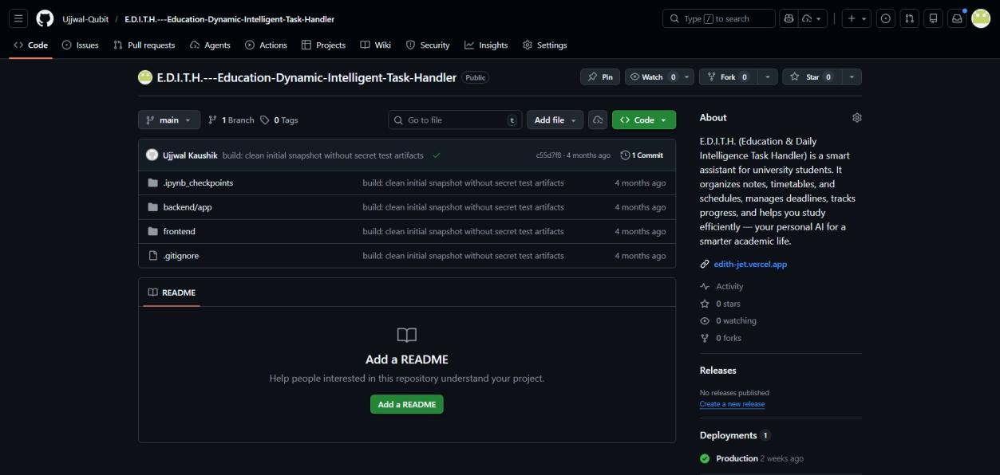 Ujjwal-Qubit / E.D.I.T.H.---Education-Dynamic-Intelligent-Task-Handler
Type / to search
Code Issues Pull requests Agents Actions Projects Wiki Security Insights Settings
E.D.I.T.H.---Education-Dynamic-Intelligent-Task-Handler Public
Pin Watch 0 Fork 0 Star 0
main 1 Branch 0 Tags Go to file t Add file Code
Ujjwal Kaushik build: clean initial snapshot without secret test artifacts c55d7f8 · 4 months ago 1 Commit
.ipynb_checkpoints build: clean initial snapshot without secret test artifacts 4 months ago
backend/app build: clean initial snapshot without secret test artifacts 4 months ago
frontend build: clean initial snapshot without secret test artifacts 4 months ago
.gitignore build: clean initial snapshot without secret test artifacts 4 months ago
README
Add a README
Help people interested in this repository understand your project.
Add a README
About
E.D.I.T.H. (Education & Daily
Intelligence Task Handler) is a smart
assistant for university students. It
organizes notes, timetables, and
schedules, manages deadlines, tracks
progress, and helps you study
efficiently — your personal AI for a
smarter academic life.
edith-jet.vercel.app
Activity
0 stars
0 watching
0 forks
Releases
No releases published
Create a new release
Deployments 1
Production 2 weeks ago